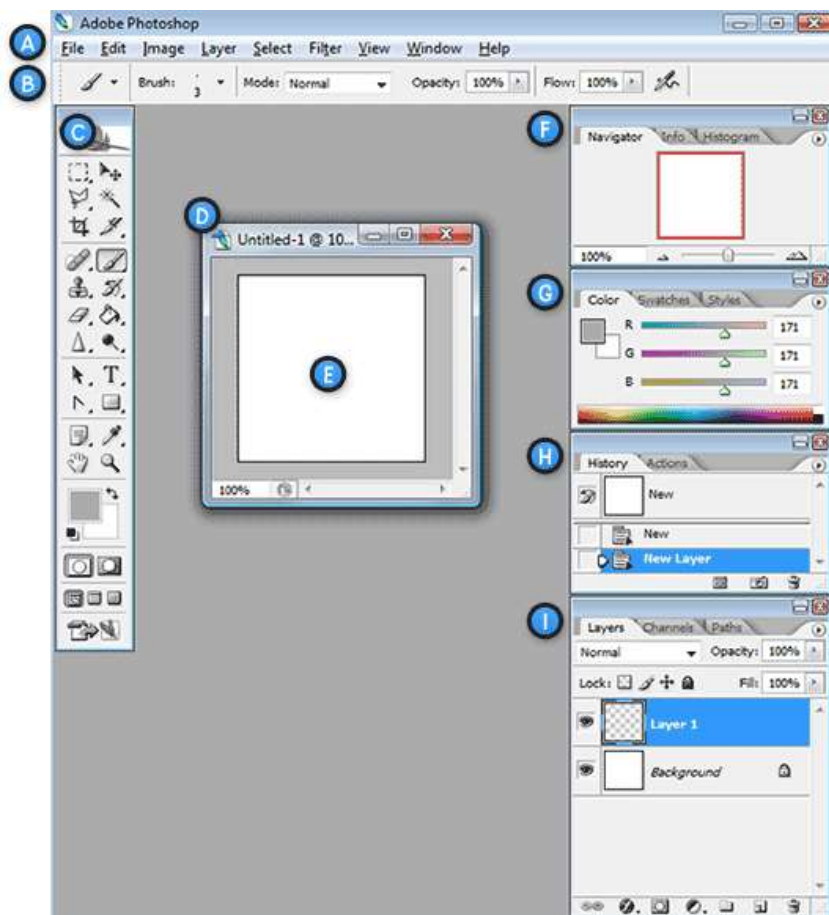 Adobe Photoshop
A
File Edit Image Layer Select Filter View Window Help
B
Brush: 3 Mode: Normal Opacity: 100% Flow: 100%
C
D
Untitled-1 @ 10...
E
100%
T
F
Navigator Info Histogram
100%
G
Color Swatches Styles
R 171
G 171
B 171
H
History Actions
New
New
New Layer
I
Layers Channels Paths
Normal Opacity: 100%
Lock: Fill: 100%
Layer 1
Background